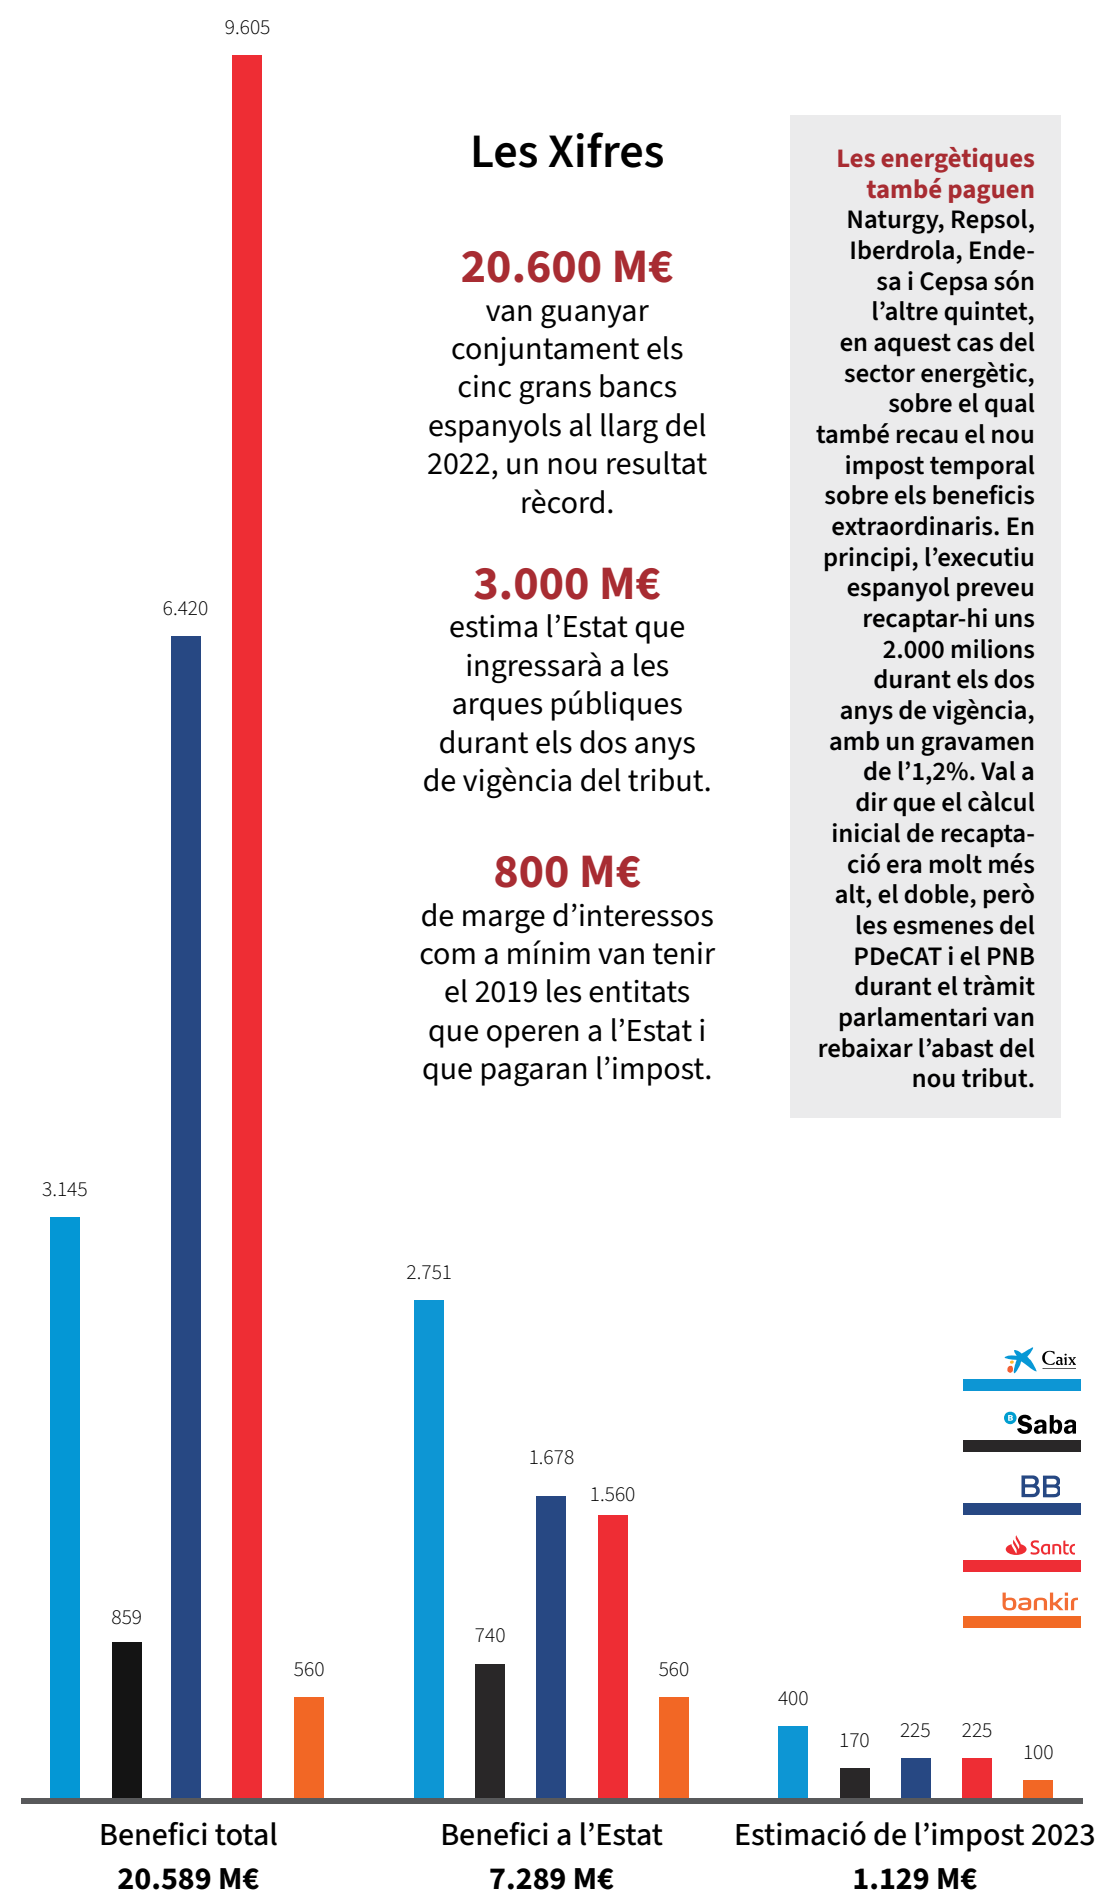 9.605
6.420
3.145
859
560
Les Xifres
20.600 M€
van guanyar
conjuntament els
cinc grans bancs
espanyols al llarg del
2022, un nou resultat
rècord.
3.000 M€
estima l’Estat que
ingressarà a les
arques públiques
durant els dos anys
de vigència del tribut.
800 M€
de marge d’interessos
com a mínim van tenir
el 2019 les entitats
que operen a l’Estat i
que pagaran l’impost.
Les energètiques
també paguen
Naturgy, Repsol,
Iberdrola, Ende-
sa i Cepsa són
l’altre quintet,
en aquest cas del
sector energètic,
sobre el qual
també recau el nou
impost temporal
sobre els beneficis
extraordinaris. En
principi, l’executiu
espanyol preveu
recaptar-hi uns
2.000 milions
durant els dos
anys de vigència,
amb un gravamen
de l’1,2%. Val a
dir que el càlcul
inicial de recapta-
ció era molt més
alt, el doble, però
les esmenes del
PDeCAT i el PNB
durant el tràmit
parlamentari van
rebaixar l’abast del
nou tribut.
2.751
740
1.678
1.560
560
400
170
225
225
100
Caix
B Saba
BB
Santc
bankir
Benefici total
20.589 M€
Benefici a l’Estat
7.289 M€
Estimació de l’impost 2023
1.129 M€